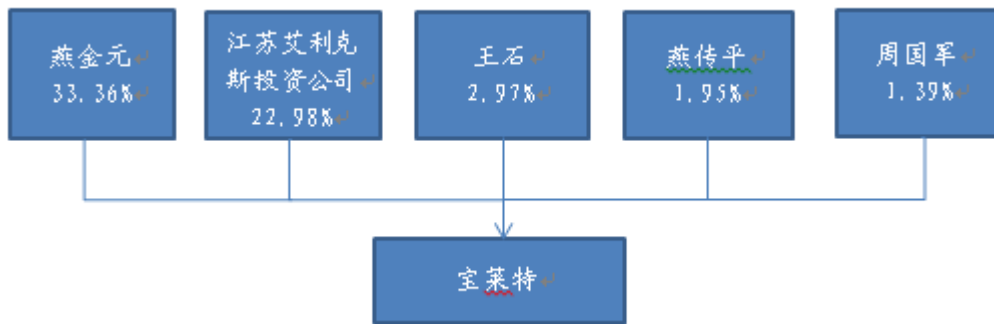 燕金元
33.36%
江苏艾利克
斯投资公司
22.98%
王石
2.97%
燕传平
1.95%
周国军
1.39%
宝莱特